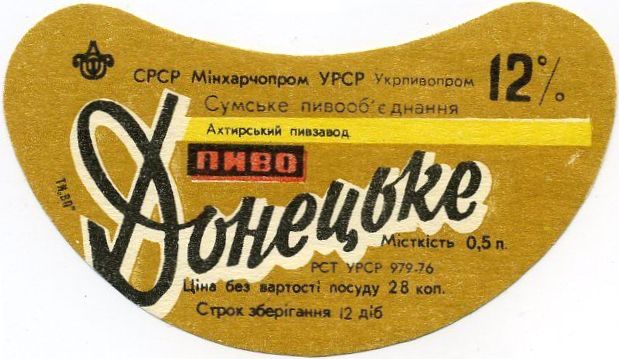 СРСР Мінхарчопром УРСР Укрпивопром 12%
Сумське пивооб'єднання
Ахтирський пивзавод
ПИВО
Донецьке
Місткість 0,5 л.
РСТ УРСР 979-76
Ціна без вартості посуду 28 коп.
Строк зберігання 12 діб